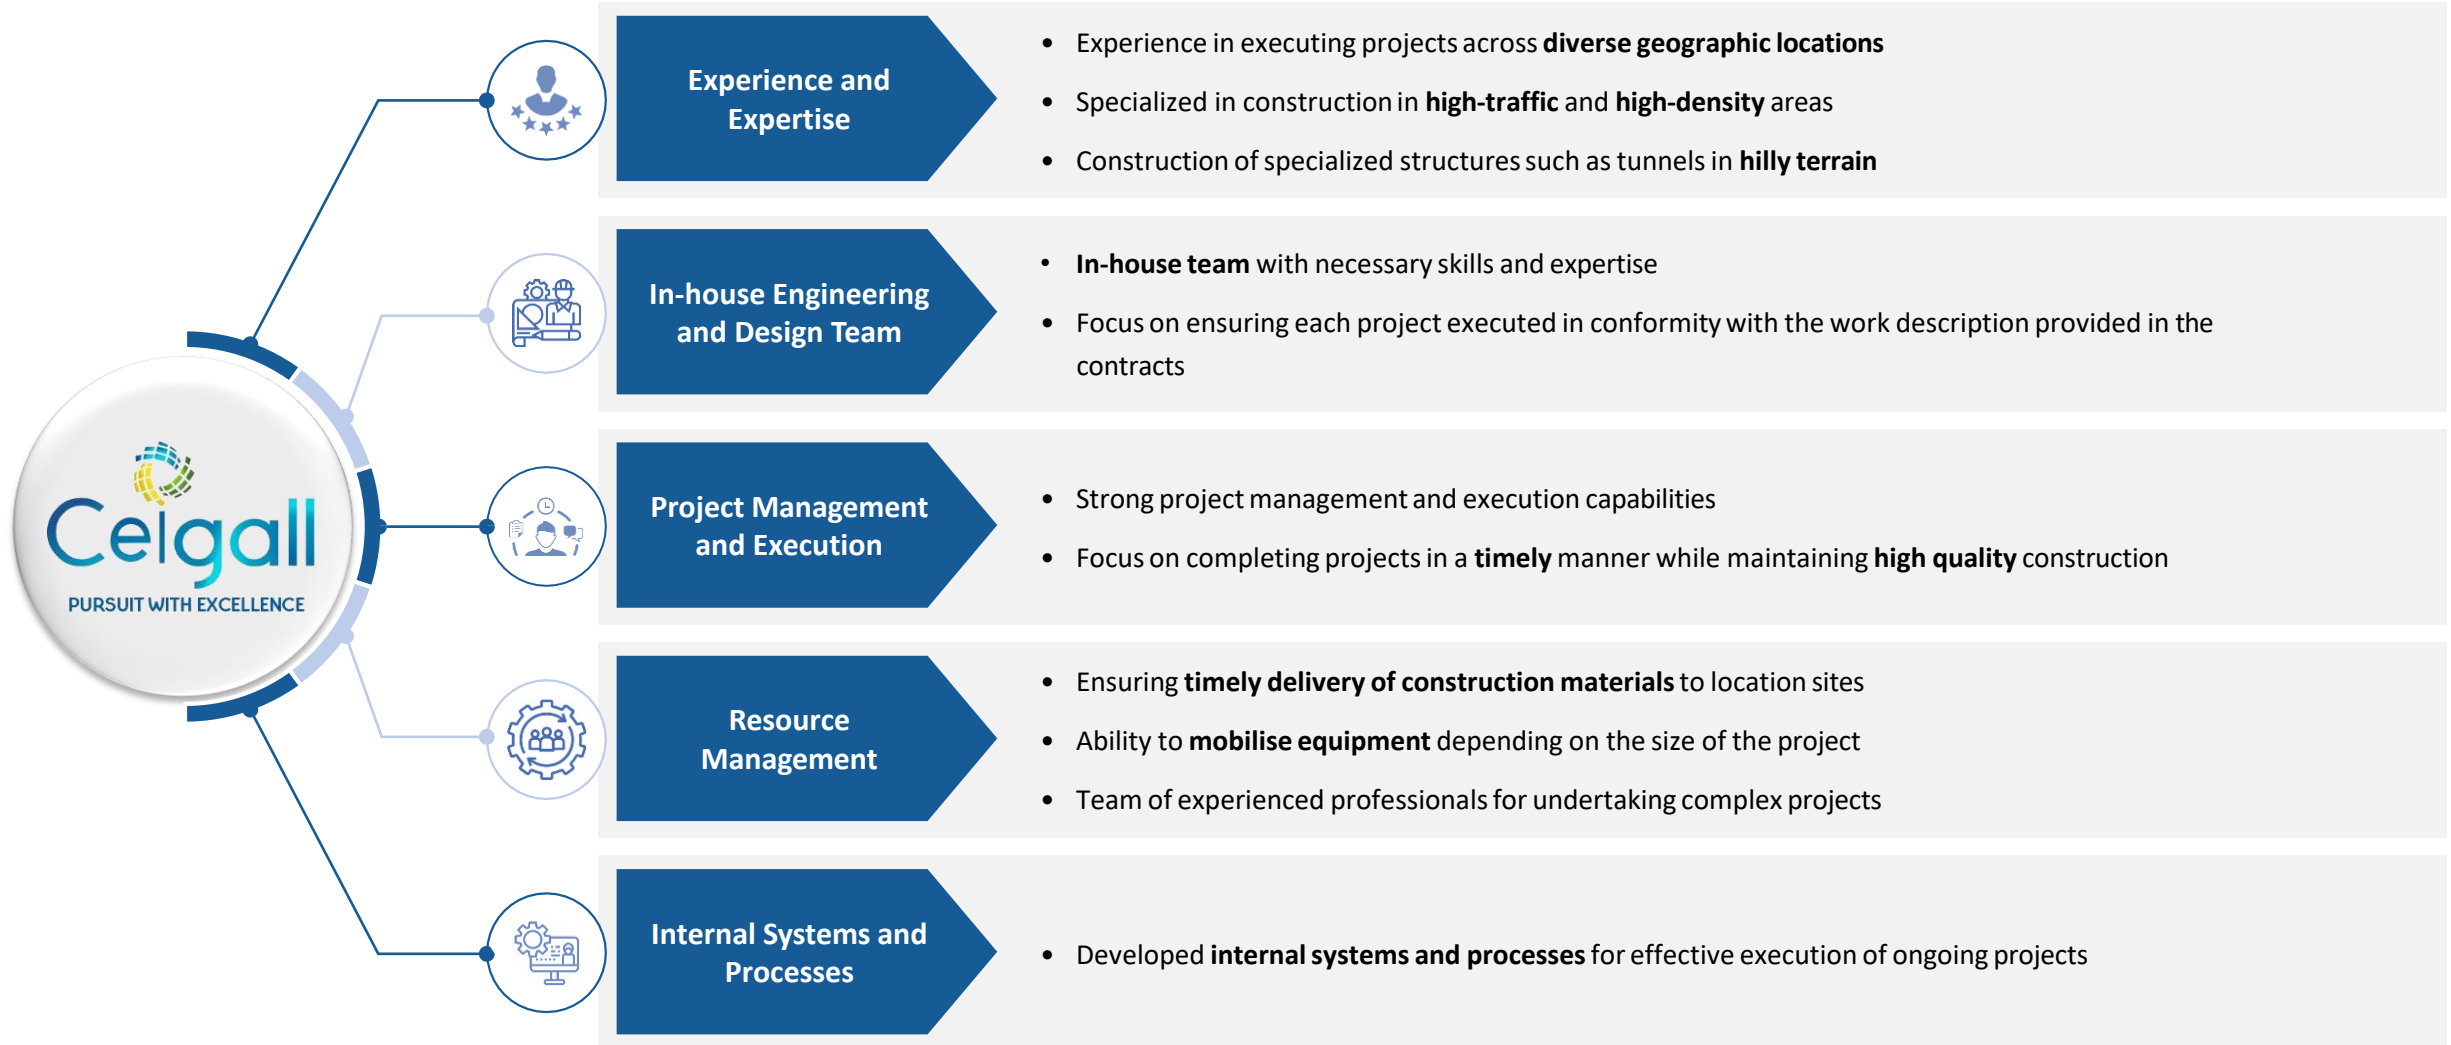 Experience and
Expertise
• Experience in executing projects across diverse geographic locations
• Specialized in construction in high-traffic and high-density areas
• Construction of specialized structures such as tunnels in hilly terrain
In-house Engineering
and Design Team
• In-house team with necessary skills and expertise
• Focus on ensuring each project executed in conformity with the work description provided in the
contracts
Ceigall
PURSUIT WITH EXCELLENCE
Project Management
and Execution
• Strong project management and execution capabilities
• Focus on completing projects in a timely manner while maintaining high quality construction
Resource
Management
• Ensuring timely delivery of construction materials to location sites
• Ability to mobilise equipment depending on the size of the project
• Team of experienced professionals for undertaking complex projects
Internal Systems and
Processes
• Developed internal systems and processes for effective execution of ongoing projects